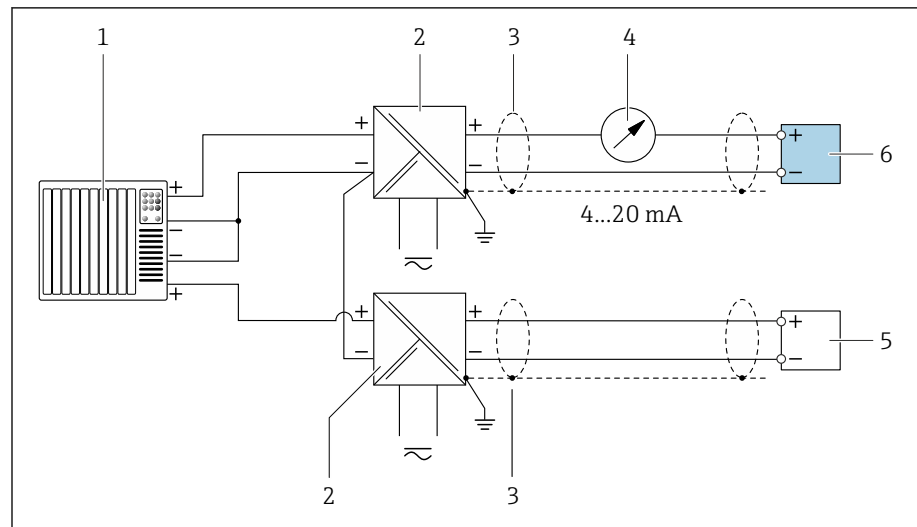 1 2 3 4
+ + +
− − − 6
+
−
4...20 mA
−
+
+ + +
− − − 5
2 3